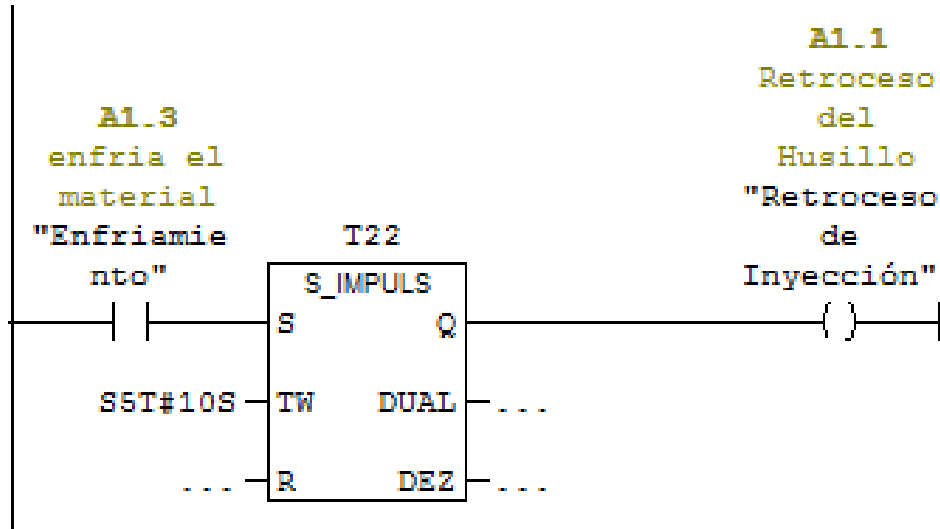 A1.1
Retroceso
del
Husillo
"Retroceso
de
Inyección"
A1.3
enfria el
material
"Enfriamie
nto"
T22
S_IMPULS
S Q
S5T#10S TW DUAL ...
... R DEZ ...